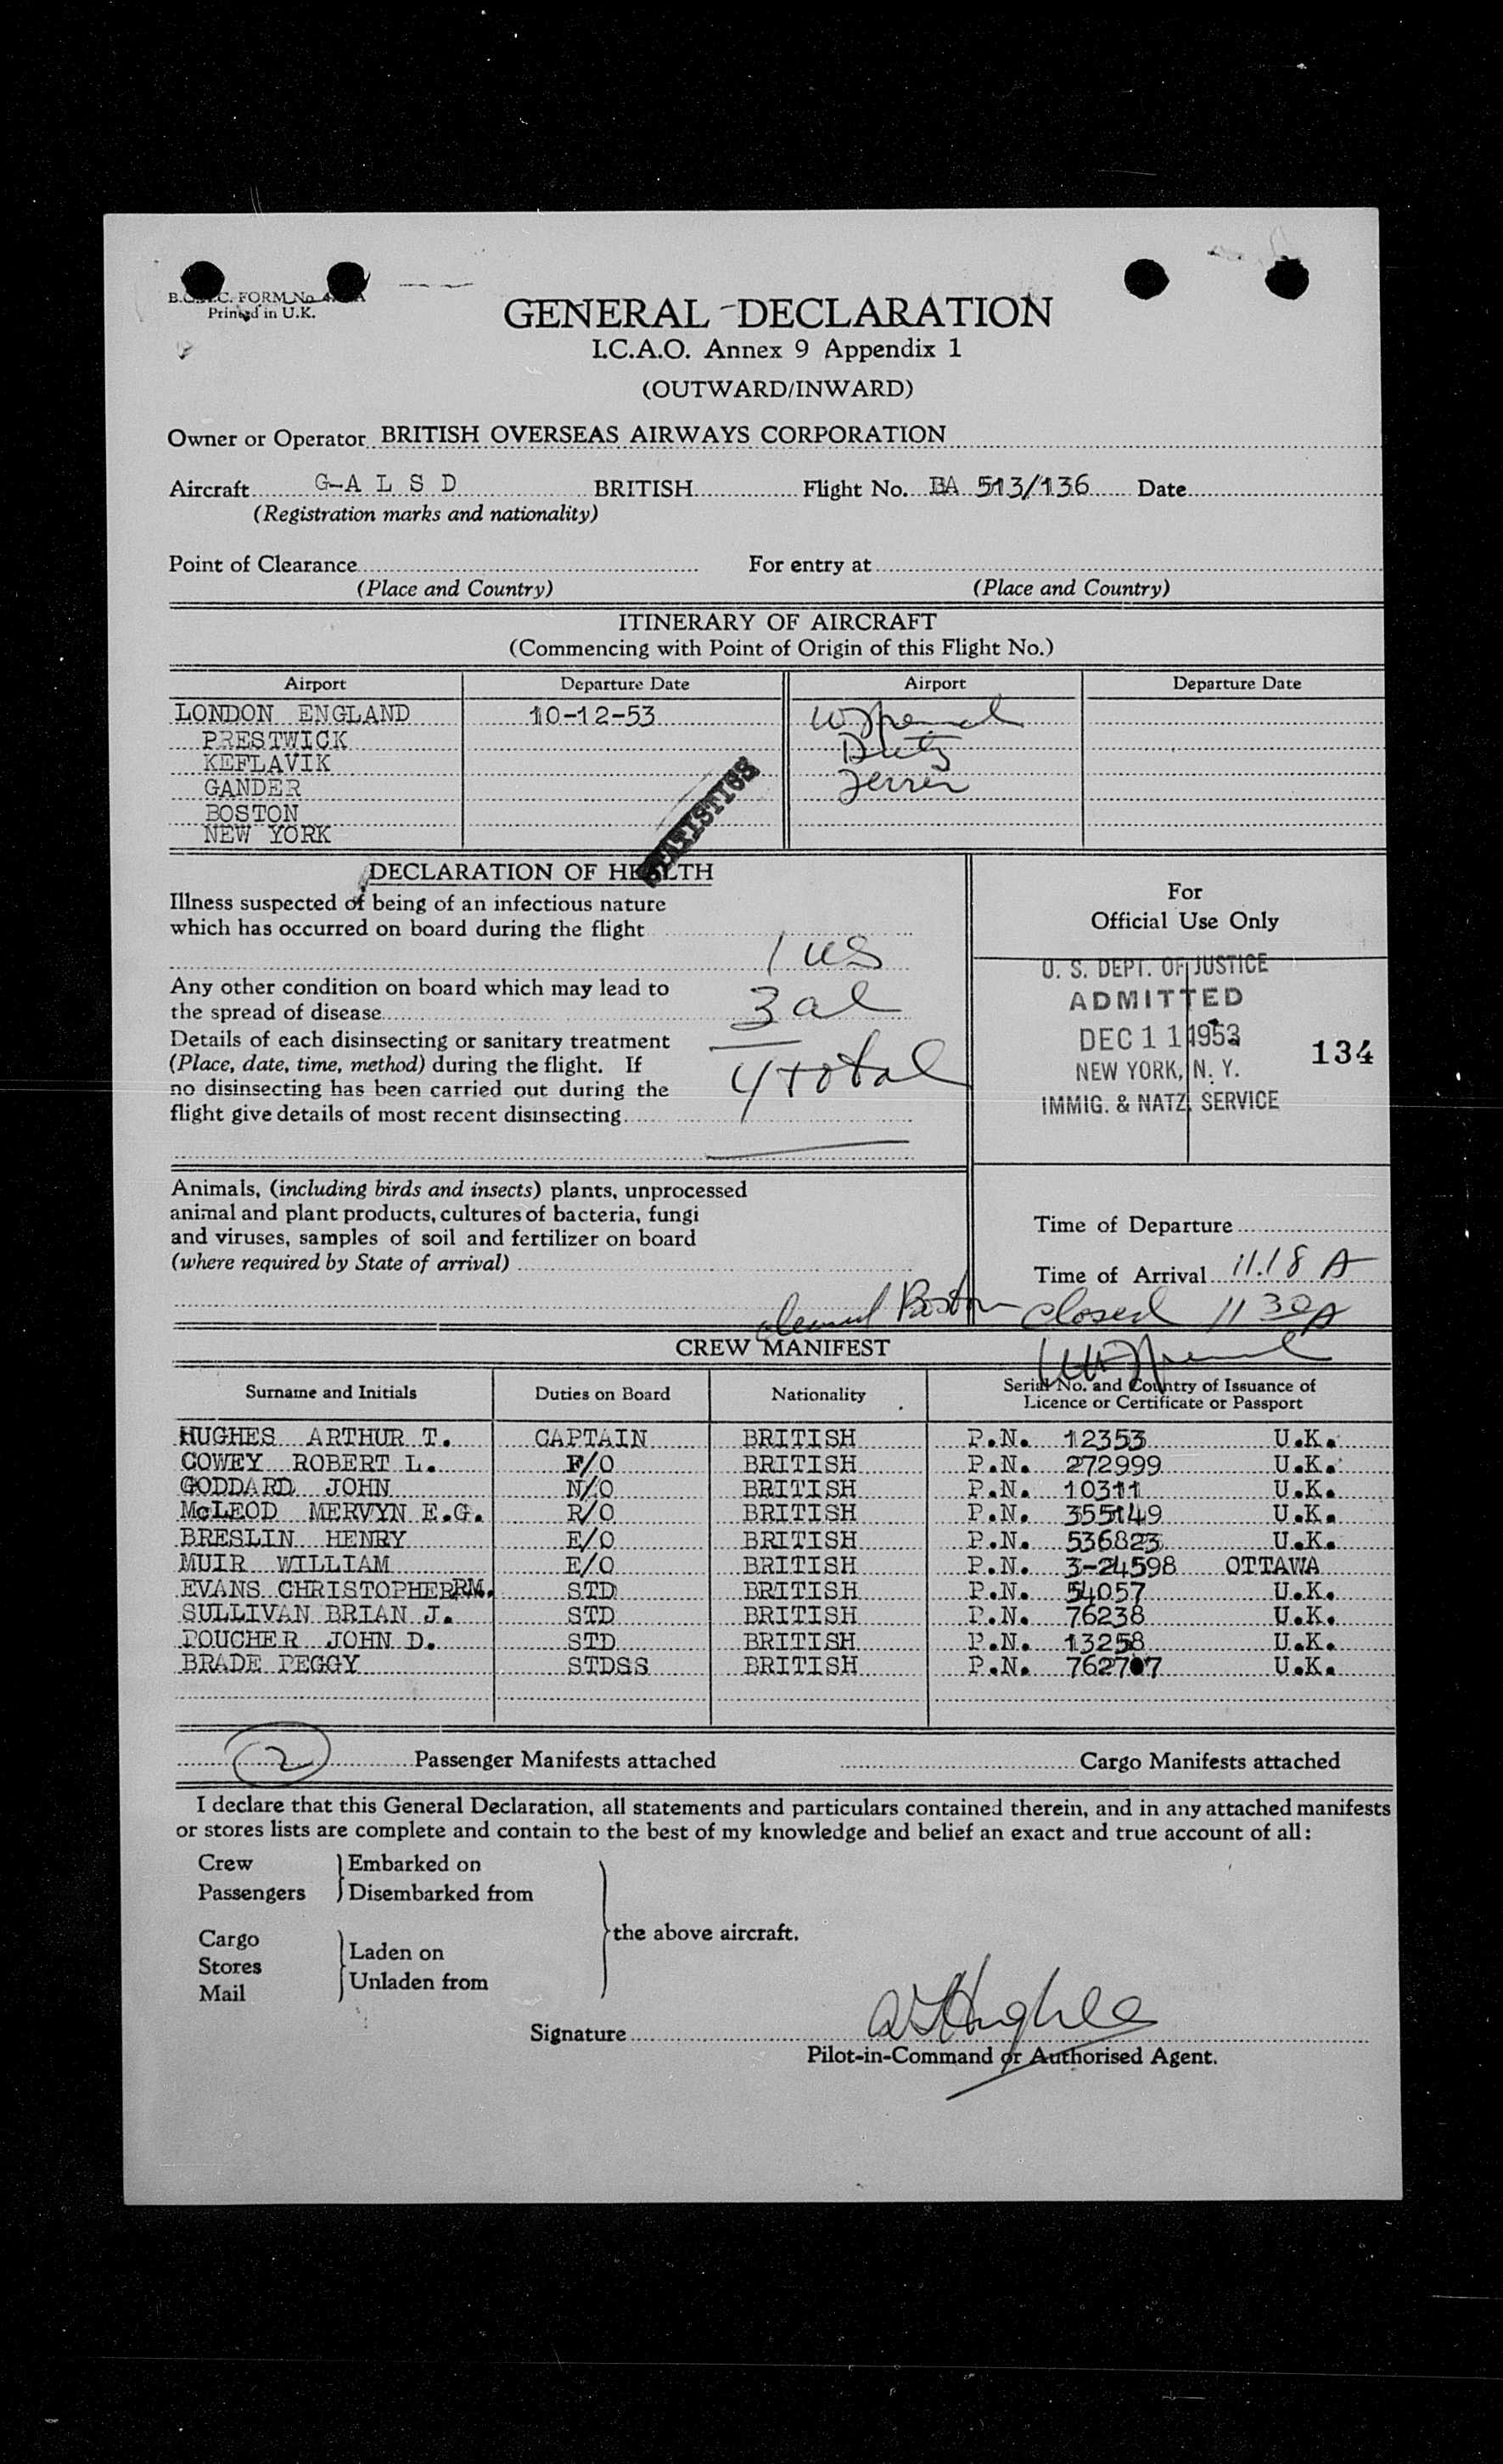 B.O.A.C. FORM No
Printed in U.K.
GENERAL DECLARATION
I.C.A.O. Annex 9 Appendix 1
(OUTWARD/INWARD)
Owner or Operator BRITISH OVERSEAS AIRWAYS CORPORATION
Aircraft G-A L S D BRITISH Flight No. BA 513/136 Date
(Registration marks and nationality)
Point of Clearance For entry at
(Place and Country) (Place and Country)
ITINERARY OF AIRCRAFT
(Commencing with Point of Origin of this Flight No.)
Airport Departure Date Airport Departure Date
LONDON ENGLAND 10-12-53
PRESTWICK
KEFLAVIK
GANDER
BOSTON
NEW YORK
STATISTICS
DECLARATION OF HEALTH
Illness suspected of being of an infectious nature
which has occurred on board during the flight
1 us
Any other condition on board which may lead to
the spread of disease
3 al
Details of each disinsecting or sanitary treatment
(Place, date, time, method) during the flight. If
no disinsecting has been carried out during the
flight give details of most recent disinsecting
4 total
For
Official Use Only
U. S. DEPT. OF JUSTICE
ADMITTED
DEC 11 1953
NEW YORK, N. Y.
IMMIG. & NATZ. SERVICE
134
Animals, (including birds and insects) plants, unprocessed
animal and plant products, cultures of bacteria, fungi
and viruses, samples of soil and fertilizer on board
(where required by State of arrival)
Time of Departure
Time of Arrival 11.18 A
Boston closed 11 30 A
CREW MANIFEST
Surname and Initials Duties on Board Nationality Serial No. and Country of Issuance of
Licence or Certificate or Passport
HUGHES ARTHUR T. CAPTAIN BRITISH P.N. 12353 U.K.
COWEY ROBERT L. F/O BRITISH P.N. 272999 U.K.
GODDARD JOHN N/O BRITISH P.N. 10311 U.K.
McLEOD MERVYN E.G. R/O BRITISH P.N. 355149 U.K.
BRESLIN HENRY E/O BRITISH P.N. 536823 U.K.
MUIR WILLIAM E/O BRITISH P.N. 3-24598 OTTAWA
EVANS CHRISTOPHER RM. STD BRITISH P.N. 54057 U.K.
SULLIVAN BRIAN J. STD BRITISH P.N. 76238 U.K.
POUCHER JOHN D. STD BRITISH P.N. 13258 U.K.
BRADE PEGGY STDSS BRITISH P.N. 762707 U.K.
2 Passenger Manifests attached Cargo Manifests attached
I declare that this General Declaration, all statements and particulars contained therein, and in any attached manifests
or stores lists are complete and contain to the best of my knowledge and belief an exact and true account of all:
Crew Embarked on
Passengers Disembarked from
the above aircraft.
Cargo Laden on
Stores
Mail Unladen from
Signature A T Hughes
Pilot-in-Command or Authorised Agent.